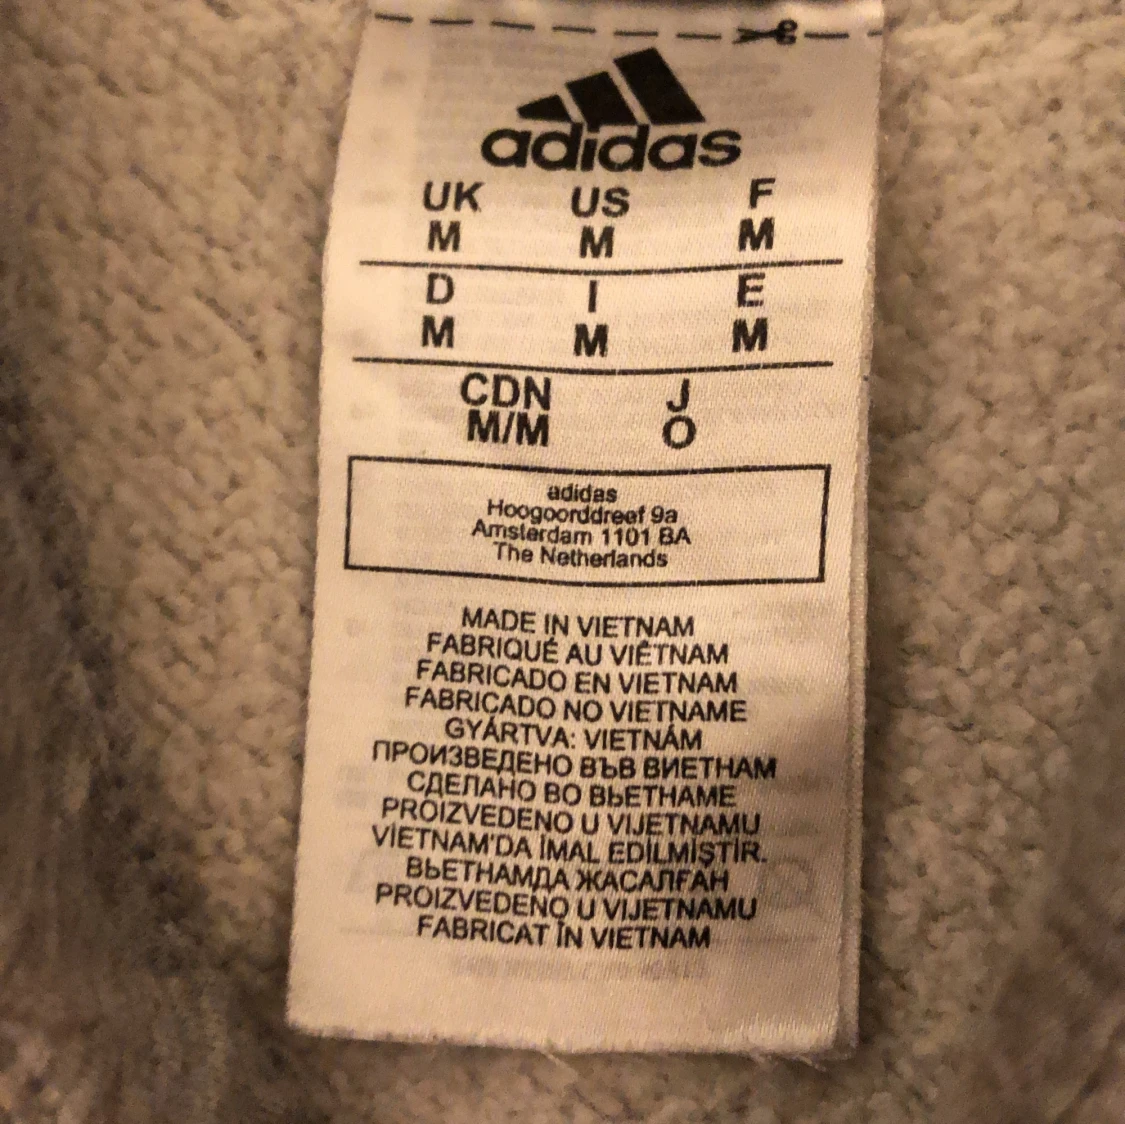 adidas
UK US F
M M M
D I E
M M M
CDN J
M/M O
adidas
Hoogoorddreef 9a
Amsterdam 1101 BA
The Netherlands
MADE IN VIETNAM
FABRIQUÉ AU VIÊTNAM
FABRICADO EN VIETNAM
FABRICADO NO VIETNAME
GYÁRTVA: VIETNÁM
ПРОИЗВЕДЕНО ВЪВ ВИЕТНАМ
СДЕЛАНО ВО ВЬЕТНАМЕ
PROIZVEDENO U VIJETNAMU
VİETNAM'DA İMAL EDİLMİŞTİR.
ВЬЕТНАМДА ЖАСАЛҒАН
PROIZVEDENO U VIJETNAMU
FABRICAT ÎN VIETNAM